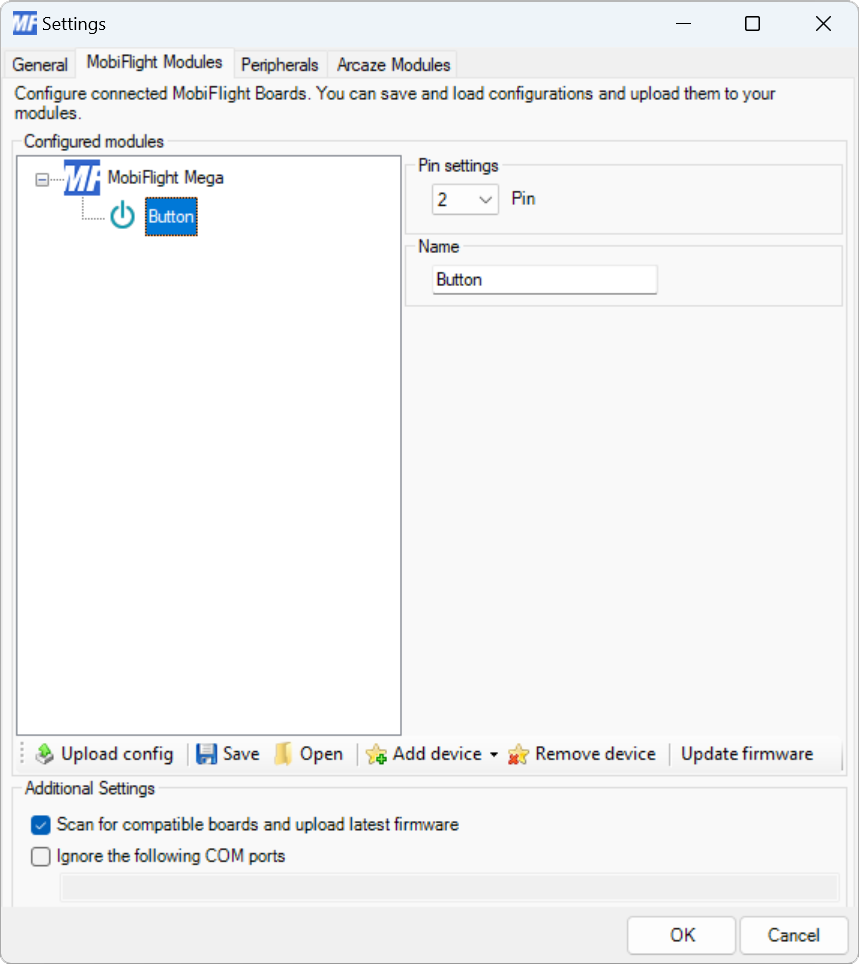 MF Settings
General MobiFlight Modules Peripherals Arcaze Modules
Configure connected MobiFlight Boards. You can save and load configurations and upload them to your
modules.
Configured modules
MF MobiFlight Mega
Button
Pin settings
2 Pin
Name
Button
Upload config Save Open Add device Remove device Update firmware
Additional Settings
Scan for compatible boards and upload latest firmware
Ignore the following COM ports
OK Cancel